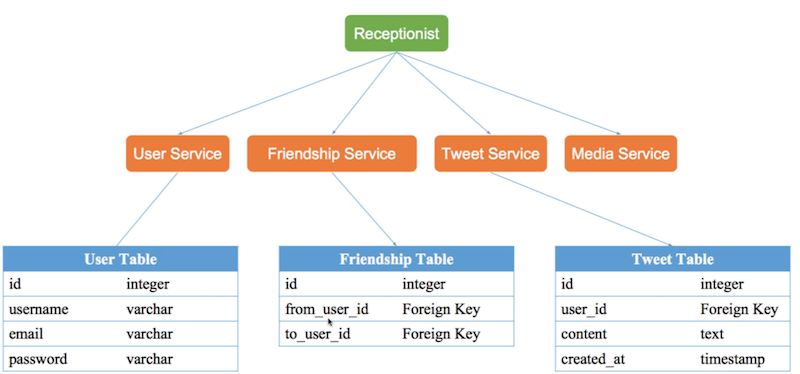 Receptionist
User Service
Friendship Service
Tweet Service
Media Service
User Table
id integer
username varchar
email varchar
password varchar
Friendship Table
id integer
from_user_id Foreign Key
to_user_id Foreign Key
Tweet Table
id integer
user_id Foreign Key
content text
created_at timestamp